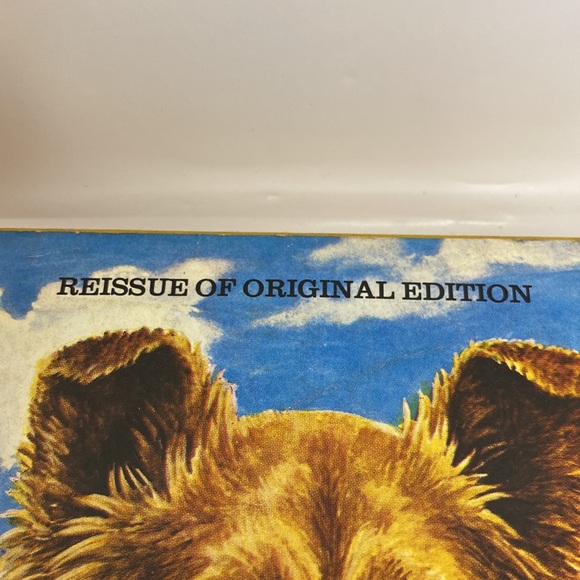 REISSUE OF ORIGINAL EDITION